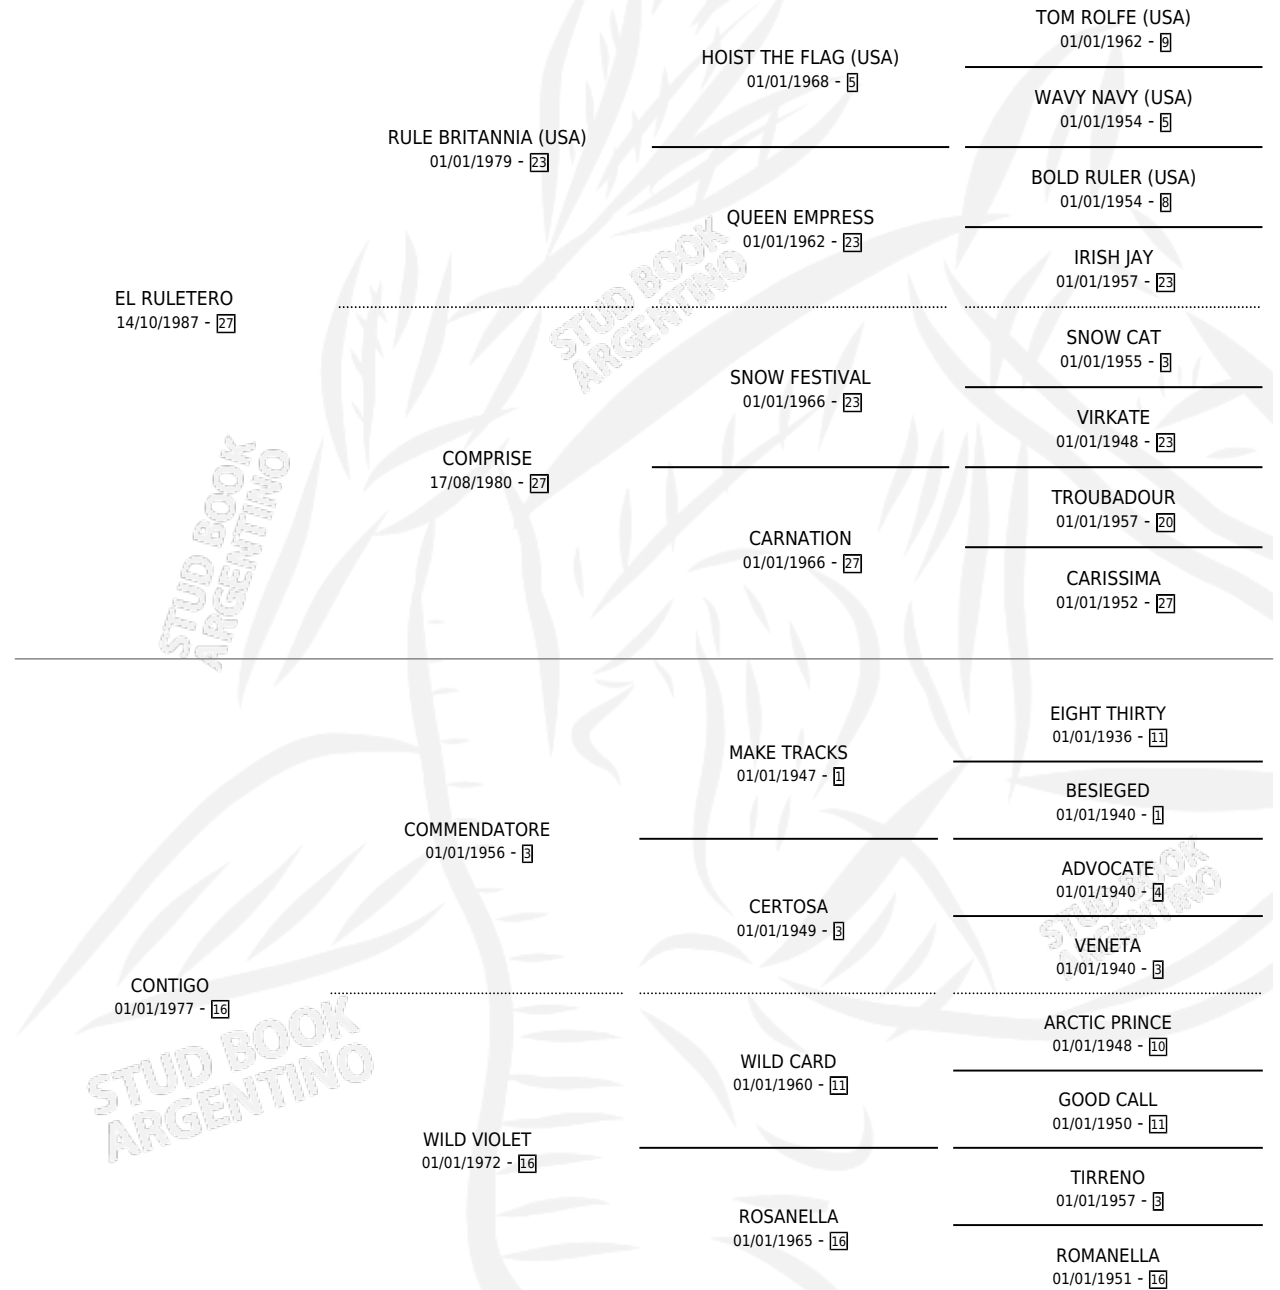 TOM ROLFE (USA)
01/01/1962 - 9
HOIST THE FLAG (USA)
01/01/1968 - 5
WAVY NAVY (USA)
01/01/1954 - 5
RULE BRITANNIA (USA)
01/01/1979 - 23
BOLD RULER (USA)
01/01/1954 - 8
QUEEN EMPRESS
01/01/1962 - 23
IRISH JAY
01/01/1957 - 23
EL RULETERO
14/10/1987 - 27
SNOW CAT
01/01/1955 - 3
SNOW FESTIVAL
01/01/1966 - 23
VIRKATE
01/01/1948 - 23
COMPRISE
17/08/1980 - 27
TROUBADOUR
01/01/1957 - 20
CARNATION
01/01/1966 - 27
CARISSIMA
01/01/1952 - 27
STUD BOOK
ARGENTINO
STUD BOOK
ARGENTINO
EIGHT THIRTY
01/01/1936 - 11
MAKE TRACKS
01/01/1947 - 1
BESIEGED
01/01/1940 - 1
COMMENDATORE
01/01/1956 - 3
ADVOCATE
01/01/1940 - 4
CERTOSA
01/01/1949 - 3
VENETA
01/01/1940 - 3
STUD BOOK
ARGENTINO
CONTIGO
01/01/1977 - 16
ARCTIC PRINCE
01/01/1948 - 10
WILD CARD
01/01/1960 - 11
GOOD CALL
01/01/1950 - 11
STUD BOOK
ARGENTINO
WILD VIOLET
01/01/1972 - 16
TIRRENO
01/01/1957 - 3
ROSANELLA
01/01/1965 - 16
ROMANELLA
01/01/1951 - 16